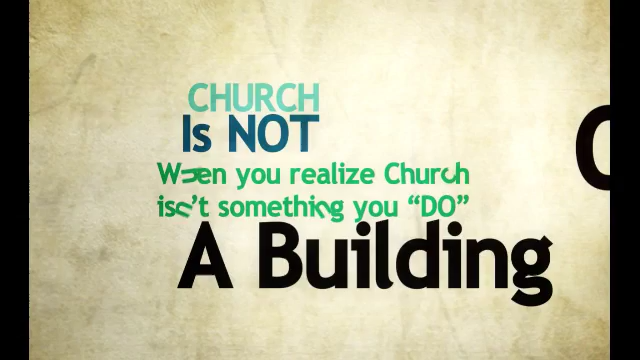 CHURCH
Is NOT
When you realize Church
isn't something you “DO”
A Building